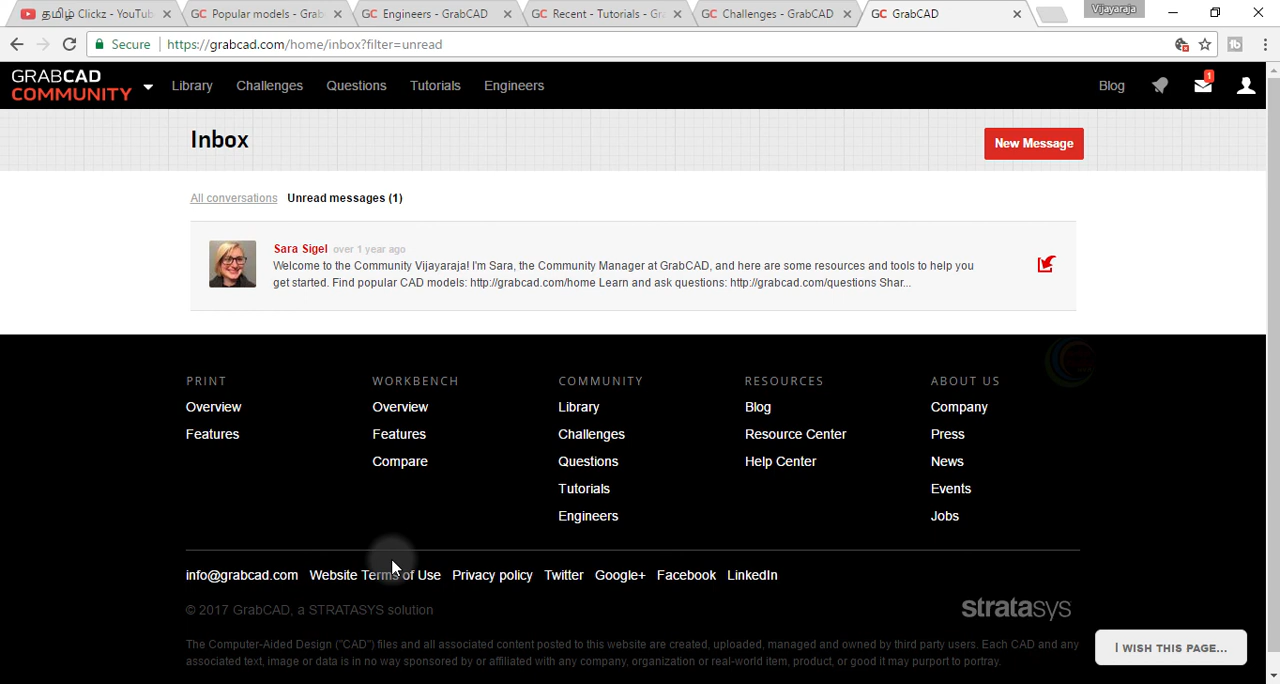 தமிழ் Clickz - YouTub
GC Popular models - Grab
GC Engineers - GrabCAD
GC Recent - Tutorials - Gr
GC Challenges - GrabCAD
GC GrabCAD
Vijayaraja
Secure
https://grabcad.com/home/inbox?filter=unread
GRABCAD
COMMUNITY
Library Challenges Questions Tutorials Engineers
Blog
1
Inbox
New Message
All conversations Unread messages (1)
Sara Sigel over 1 year ago
Welcome to the Community Vijayaraja! I'm Sara, the Community Manager at GrabCAD, and here are some resources and tools to help you
get started. Find popular CAD models: http://grabcad.com/home Learn and ask questions: http://grabcad.com/questions Shar...
PRINT
Overview
Features
WORKBENCH
Overview
Features
Compare
COMMUNITY
Library
Challenges
Questions
Tutorials
Engineers
RESOURCES
Blog
Resource Center
Help Center
ABOUT US
Company
Press
News
Events
Jobs
info@grabcad.com Website Terms of Use Privacy policy Twitter Google+ Facebook LinkedIn
© 2017 GrabCAD, a STRATASYS solution
stratasys
The Computer-Aided Design ("CAD") files and all associated content posted to this website are created, uploaded, managed and owned by third party users. Each CAD and any
associated text, image or data is in no way sponsored by or affiliated with any company, organization or real-world item, product, or good it may purport to portray.
I WISH THIS PAGE...